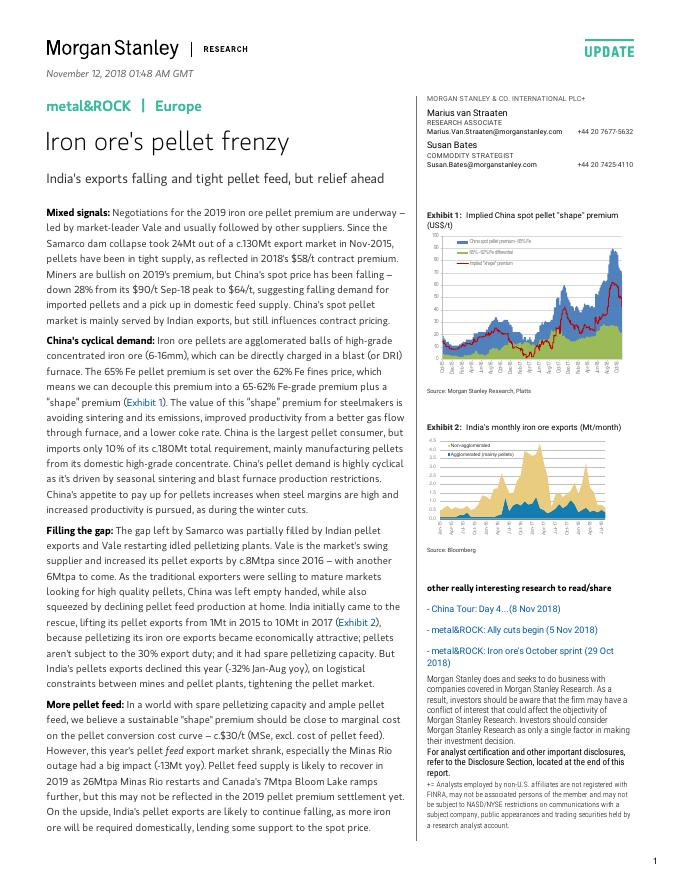 Morgan Stanley | RESEARCH
UPDATE
November 12, 2018 01:48 AM GMT
metal&ROCK | Europe
Iron ore's pellet frenzy
India's exports falling and tight pellet feed, but relief ahead
Mixed signals: Negotiations for the 2019 iron ore pellet premium are underway –
led by market-leader Vale and usually followed by other suppliers. Since the
Samarco dam collapse took 24Mt out of a c.130Mt export market in Nov-2015,
pellets have been in tight supply, as reflected in 2018's $58/t contract premium.
Miners are bullish on 2019's premium, but China's spot price has been falling –
down 28% from its $90/t Sep-18 peak to $64/t, suggesting falling demand for
imported pellets and a pick up in domestic feed supply. China's spot pellet
market is mainly served by Indian exports, but still influences contract pricing.
China's cyclical demand: Iron ore pellets are agglomerated balls of high-grade
concentrated iron ore (6-16mm), which can be directly charged in a blast (or DRI)
furnace. The 65% Fe pellet premium is set over the 62% Fe fines price, which
means we can decouple this premium into a 65-62% Fe-grade premium plus a
"shape" premium (Exhibit 1). The value of this "shape" premium for steelmakers is
avoiding sintering and its emissions, improved productivity from a better gas flow
through furnace, and a lower coke rate. China is the largest pellet consumer, but
imports only 10% of its c.180Mt total requirement, mainly manufacturing pellets
from its domestic high-grade concentrate. China's pellet demand is highly cyclical
as it's driven by seasonal sintering and blast furnace production restrictions.
China's appetite to pay up for pellets increases when steel margins are high and
increased productivity is pursued, as during the winter cuts.
Filling the gap: The gap left by Samarco was partially filled by Indian pellet
exports and Vale restarting idled pelletizing plants. Vale is the market's swing
supplier and increased its pellet exports by c.8Mtpa since 2016 – with another
6Mtpa to come. As the traditional exporters were selling to mature markets
looking for high quality pellets, China was left empty handed, while also
squeezed by declining pellet feed production at home. India initially came to the
rescue, lifting its pellet exports from 1Mt in 2015 to 10Mt in 2017 (Exhibit 2),
because pelletizing its iron ore exports became economically attractive; pellets
aren't subject to the 30% export duty; and it had spare pelletizing capacity. But
India's pellets exports declined this year (-32% Jan-Aug yoy), on logistical
constraints between mines and pellet plants, tightening the pellet market.
More pellet feed: In a world with spare pelletizing capacity and ample pellet
feed, we believe a sustainable "shape" premium should be close to marginal cost
on the pellet conversion cost curve – c.$30/t (MSe, excl. cost of pellet feed).
However, this year's pellet feed export market shrank, especially the Minas Rio
outage had a big impact (-13Mt yoy). Pellet feed supply is likely to recover in
2019 as 26Mtpa Minas Rio restarts and Canada's 7Mtpa Bloom Lake ramps
further, but this may not be reflected in the 2019 pellet premium settlement yet.
On the upside, India's pellet exports are likely to continue falling, as more iron
ore will be required domestically, lending some support to the spot price.
MORGAN STANLEY & CO. INTERNATIONAL PLC+
Marius van Straaten
RESEARCH ASSOCIATE
Marius.Van.Straaten@morganstanley.com +44 20 7677-5632
Susan Bates
COMMODITY STRATEGIST
Susan.Bates@morganstanley.com +44 20 7425-4110
Exhibit 1: Implied China spot pellet "shape" premium
(US$/t)
China spot pellet premium - 65% Fe
65% - 62% Fe differential
Implied "shape" premium
100
90
80
70
60
50
40
30
20
10
0
Source: Morgan Stanley Research, Platts
Exhibit 2: India's monthly iron ore exports (Mt/month)
Non-agglomerated
Agglomerated (mainly pellets)
4.5
4.0
3.5
3.0
2.5
2.0
1.5
1.0
0.5
0.0
Source: Bloomberg
other really interesting research to read/share
- China Tour: Day 4...(8 Nov 2018)
- metal&ROCK: Ally cuts begin (5 Nov 2018)
- metal&ROCK: Iron ore's October sprint (29 Oct
2018)
Morgan Stanley does and seeks to do business with
companies covered in Morgan Stanley Research. As a
result, investors should be aware that the firm may have a
conflict of interest that could affect the objectivity of
Morgan Stanley Research. Investors should consider
Morgan Stanley Research as only a single factor in making
their investment decision.
For analyst certification and other important disclosures,
refer to the Disclosure Section, located at the end of this
report.
+= Analysts employed by non-U.S. affiliates are not registered with
FINRA, may not be associated persons of the member and may not
be subject to NASD/NYSE restrictions on communications with a
subject company, public appearances and trading securities held by
a research analyst account.
1